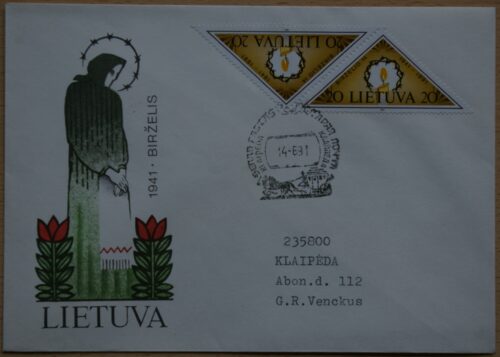 LIETUVA
20 20
20 LIETUVA 20
14-6 91
1941 • BIRŽELIS
235800
KLAIPĖDA
Abon.d. 112
G.R.Venckus
LIETUVA